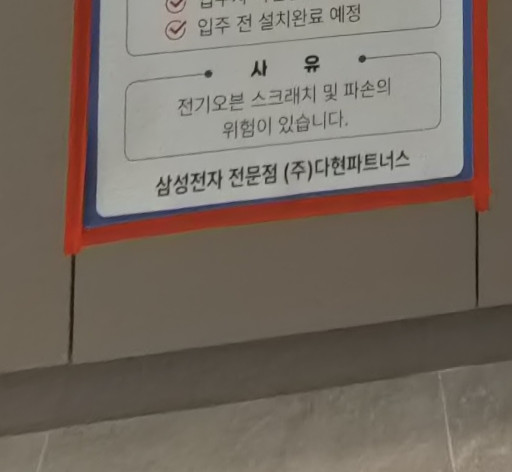 입주 전 설치완료 예정
사 유
전기오븐 스크래치 및 파손의
위험이 있습니다.
삼성전자 전문점 (주)다현파트너스